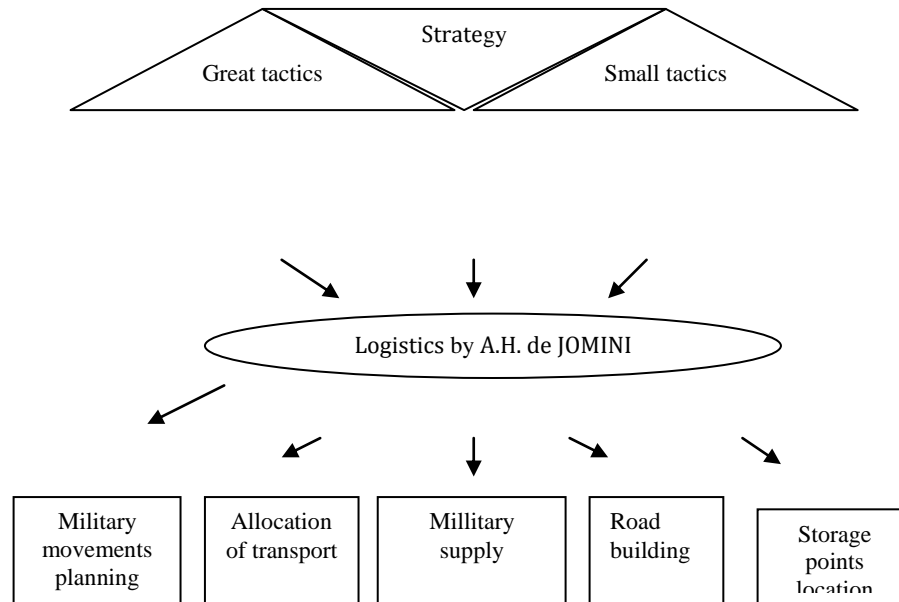 Strategy
Great tactics
Small tactics
Logistics by A.H. de JOMINI
Military
movements
planning
Allocation
of transport
Millitary
supply
Road
building
Storage
points
location